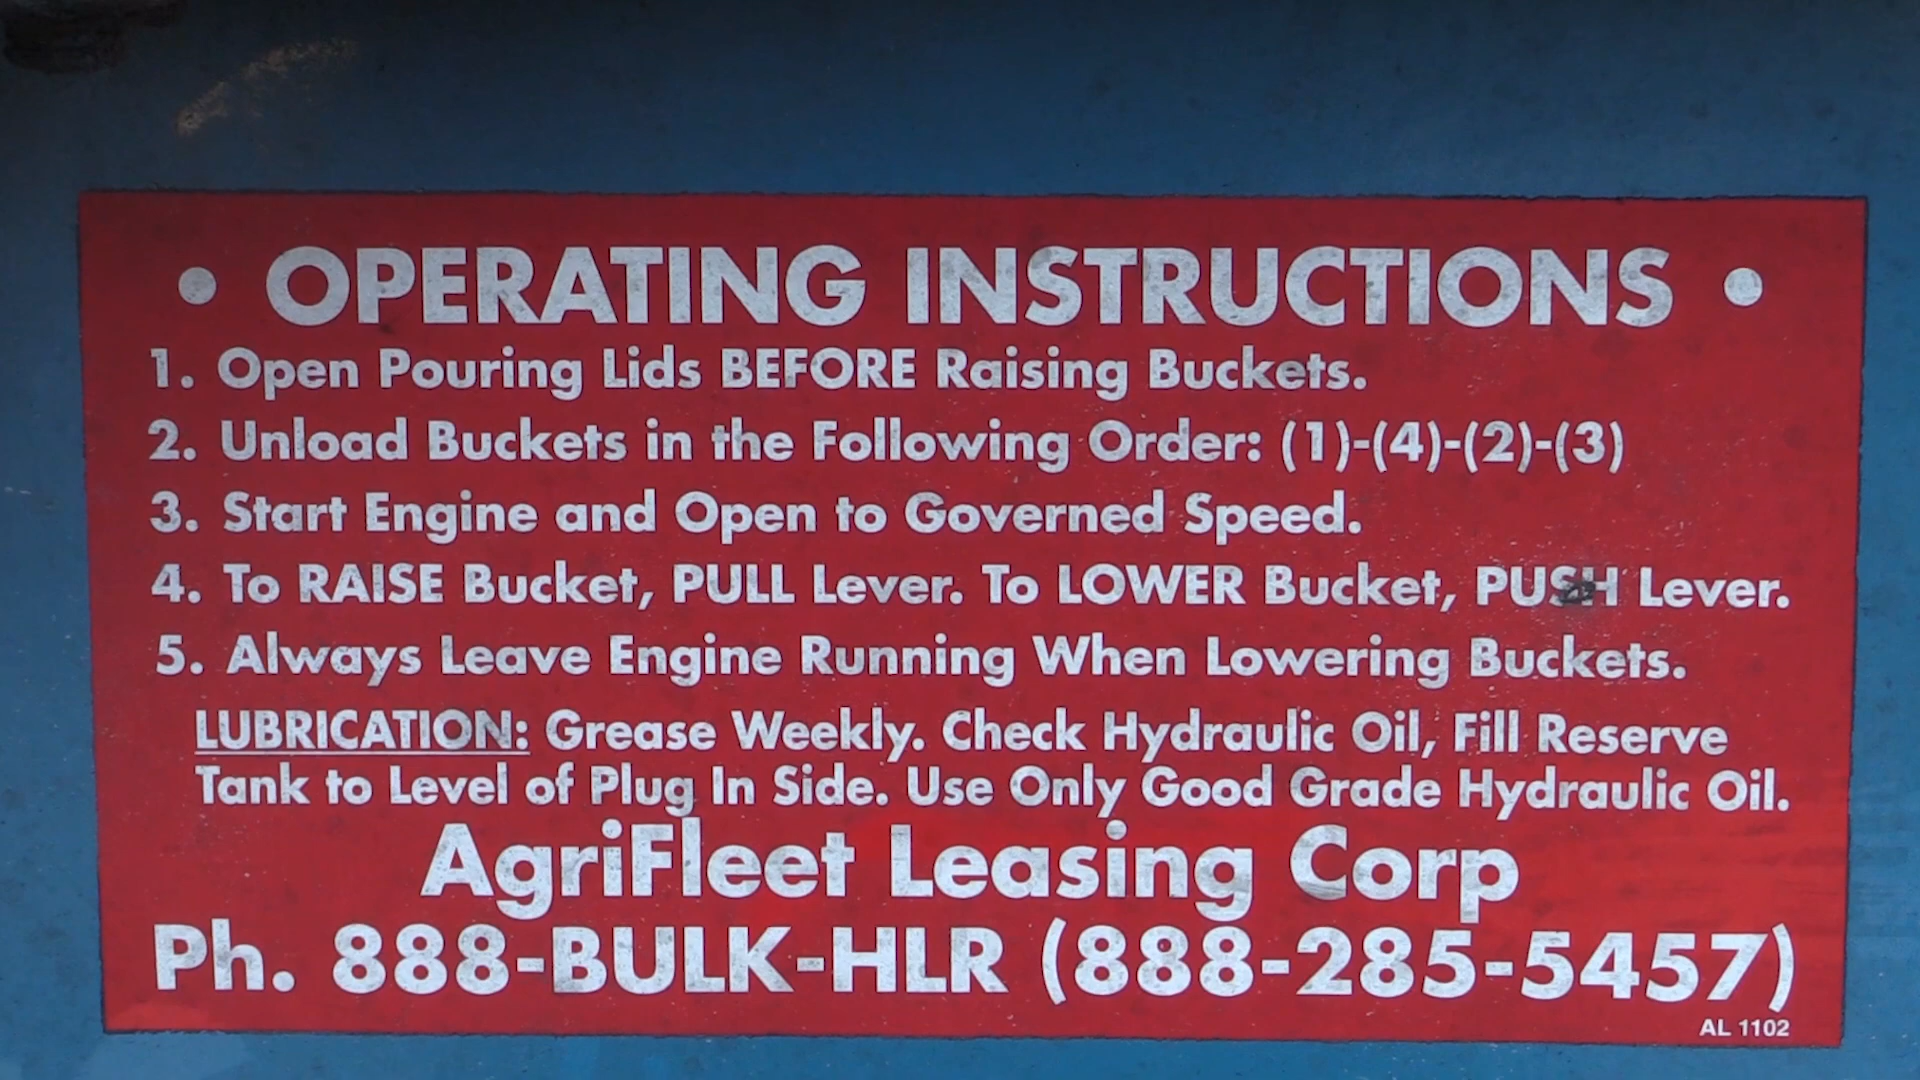 • OPERATING INSTRUCTIONS •
1. Open Pouring Lids BEFORE Raising Buckets.
2. Unload Buckets in the Following Order: (1)-(4)-(2)-(3)
3. Start Engine and Open to Governed Speed.
4. To RAISE Bucket, PULL Lever. To LOWER Bucket, PUSH Lever.
5. Always Leave Engine Running When Lowering Buckets.
LUBRICATION: Grease Weekly. Check Hydraulic Oil, Fill Reserve
Tank to Level of Plug In Side. Use Only Good Grade Hydraulic Oil.
AgriFleet Leasing Corp
Ph. 888-BULK-HLR (888-285-5457)
AL 1102